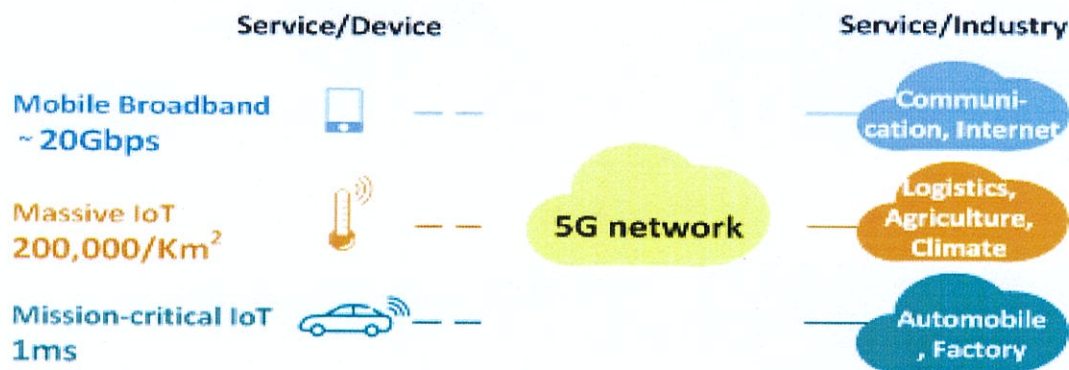 Service/Device
Service/Industry
Mobile Broadband
~ 20Gbps
Communi-
cation, Internet
Massive IoT
200,000/Km²
5G network
Logistics,
Agriculture,
Climate
Mission-critical IoT
1ms
Automobile
, Factory